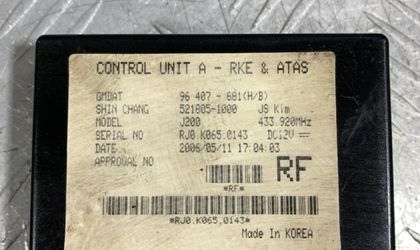 CONTROL UNIT A - RKE & ATAS
GMDAT 96 407 - 681(H/B)
SHIN CHANG 521805-1000 JS Kim
MODEL J200 433.920MHz
SERIAL NO RJ0.K065.0143 DC12V
DATE 2006/05/11 17:04:03
APPROVAL NO
RF
*RF*
*RJ0.K065.0143*
Made In KOREA